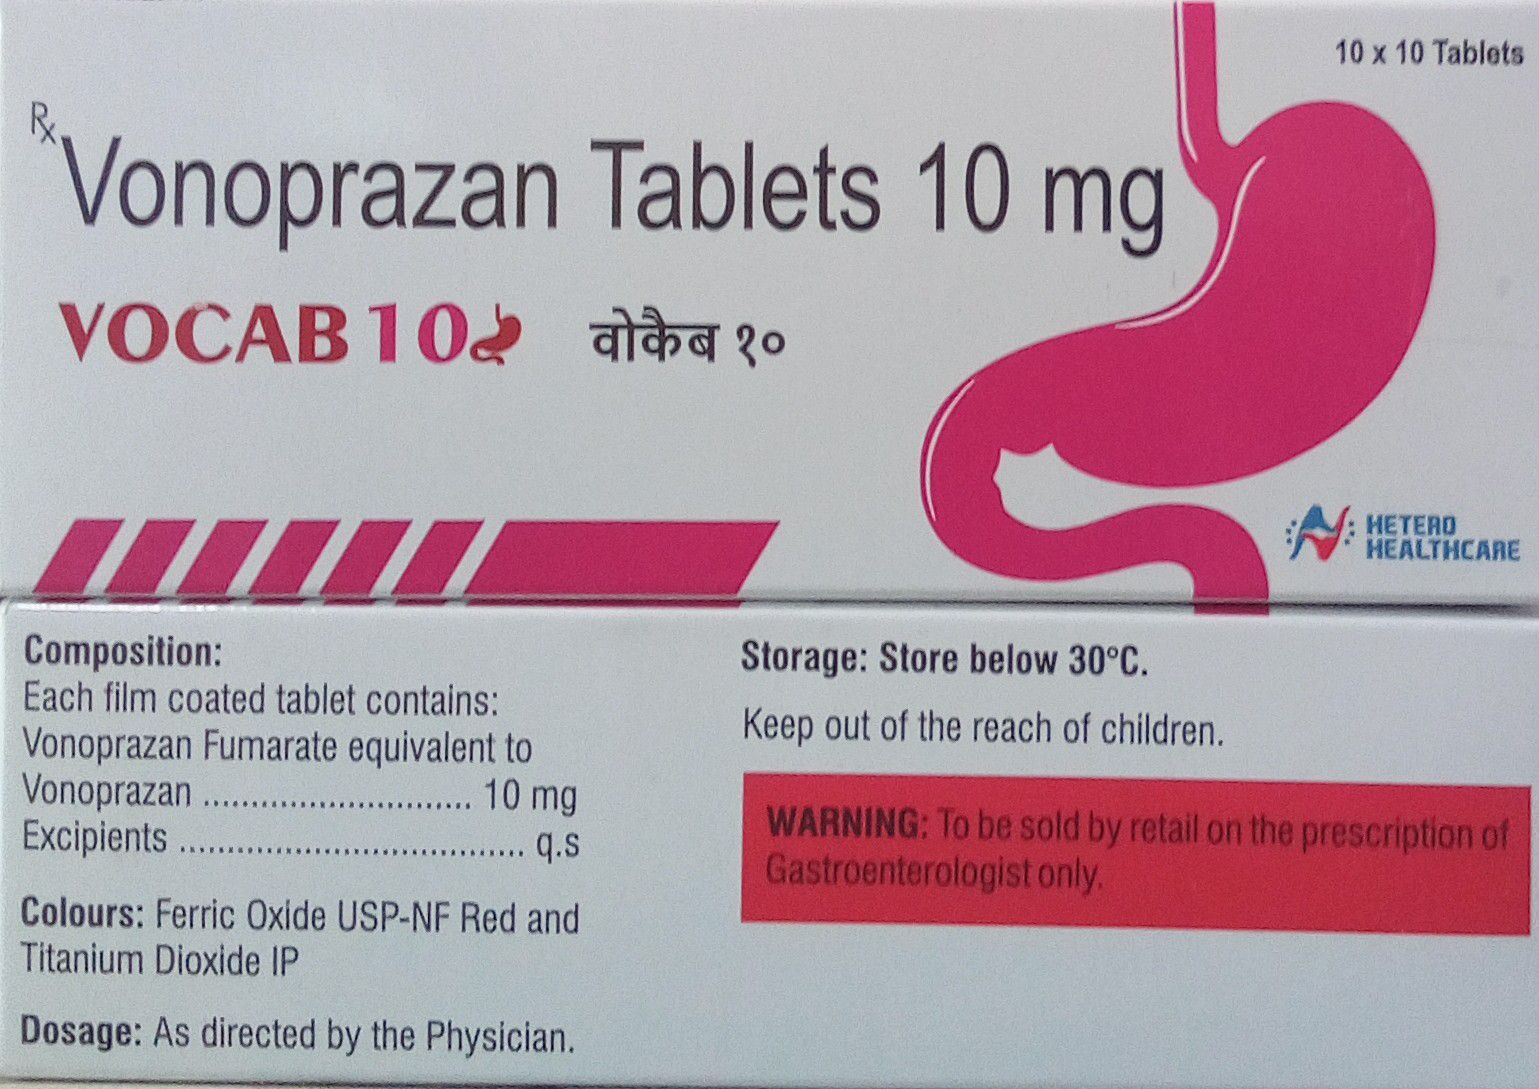 10 x 10 Tablets
Rx
Vonoprazan Tablets 10 mg
VOCAB 10 वोकैब १०
HETERO
HEALTHCARE
Composition:
Each film coated tablet contains:
Vonoprazan Fumarate equivalent to
Vonoprazan ............................ 10 mg
Excipients .................................... q.s
Colours: Ferric Oxide USP-NF Red and
Titanium Dioxide IP
Dosage: As directed by the Physician.
Storage: Store below 30°C.
Keep out of the reach of children.
WARNING: To be sold by retail on the prescription of
Gastroenterologist only.